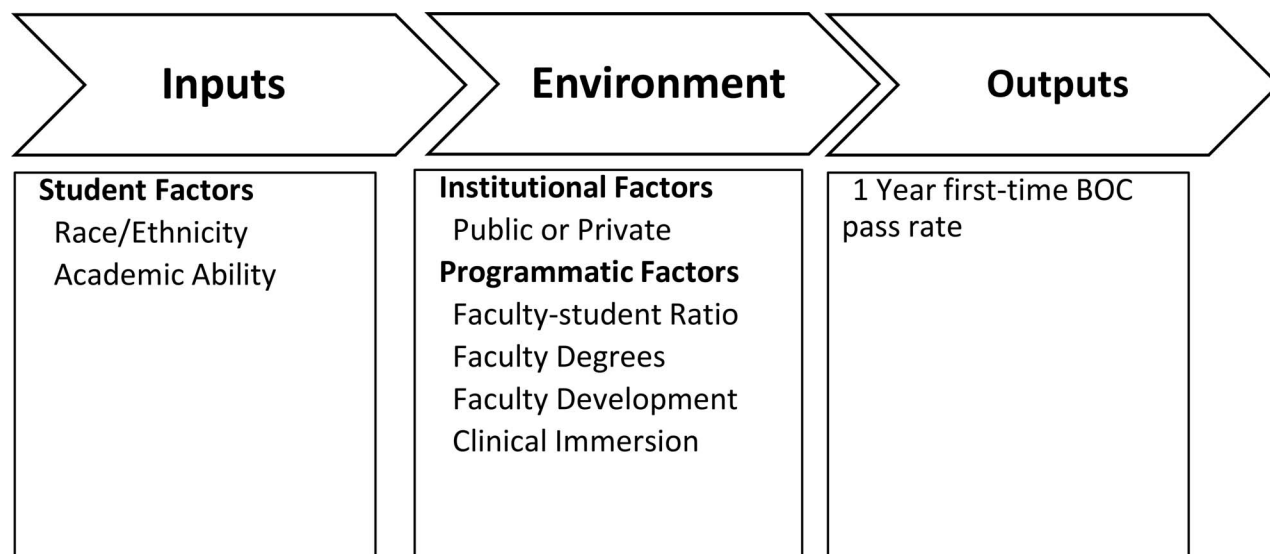 Inputs
Environment
Outputs
Student Factors
Race/Ethnicity
Academic Ability
Institutional Factors
Public or Private
Programmatic Factors
Faculty-student Ratio
Faculty Degrees
Faculty Development
Clinical Immersion
1 Year first-time BOC
pass rate